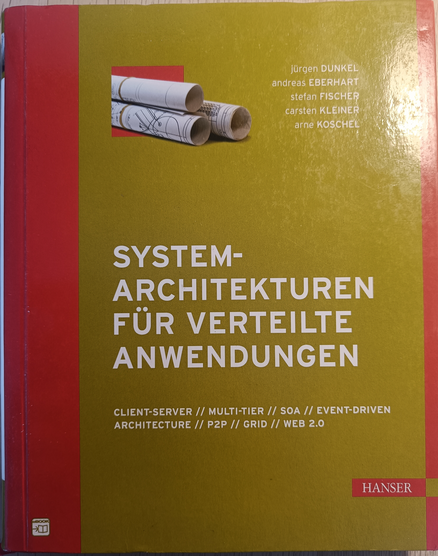 jürgen DUNKEL
andreas EBERHART
stefan FISCHER
carsten KLEINER
arne KOSCHEL
SYSTEM-
ARCHITEKTUREN
FÜR VERTEILTE
ANWENDUNGEN
CLIENT-SERVER // MULTI-TIER // SOA // EVENT-DRIVEN
ARCHITECTURE // P2P // GRID // WEB 2.0
HANSER